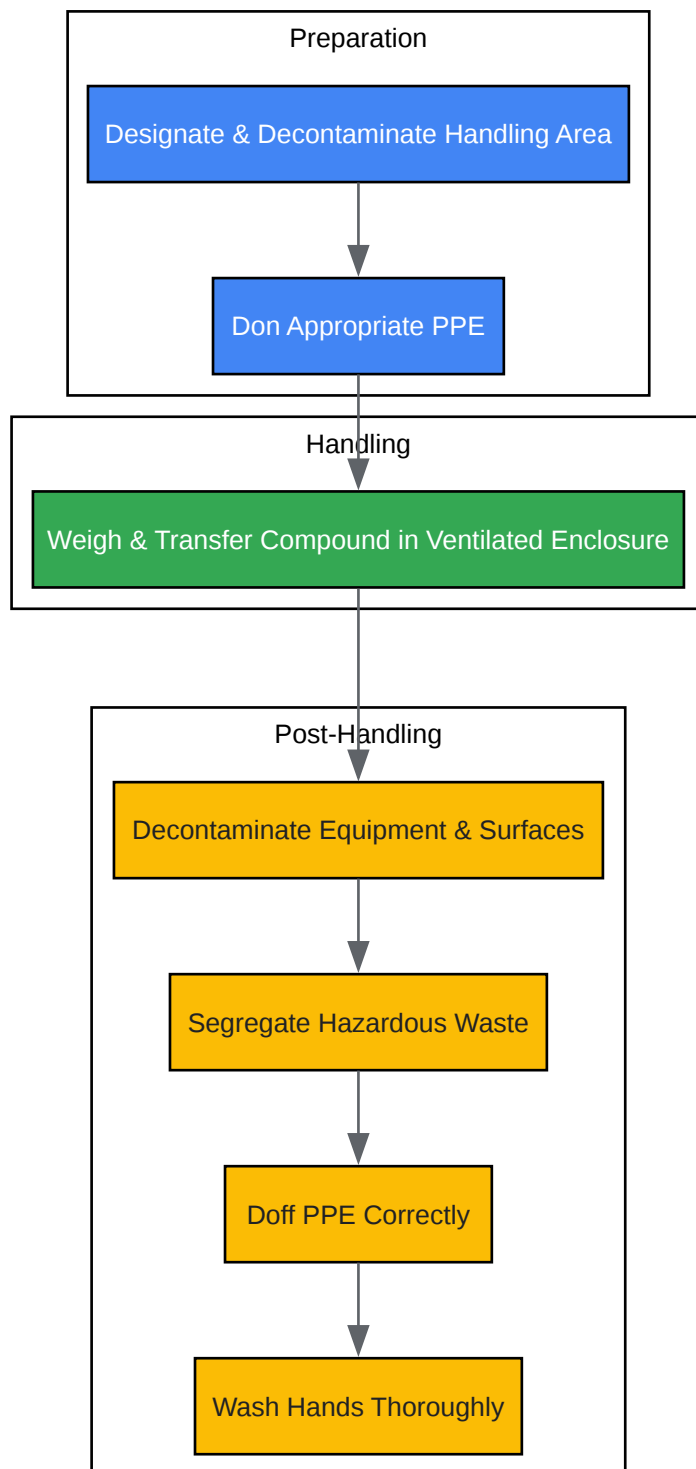 Preparation
Designate & Decontaminate Handling Area
Don Appropriate PPE
Handling
Weigh & Transfer Compound in Ventilated Enclosure
Post-Handling
Decontaminate Equipment & Surfaces
Segregate Hazardous Waste
Doff PPE Correctly
Wash Hands Thoroughly